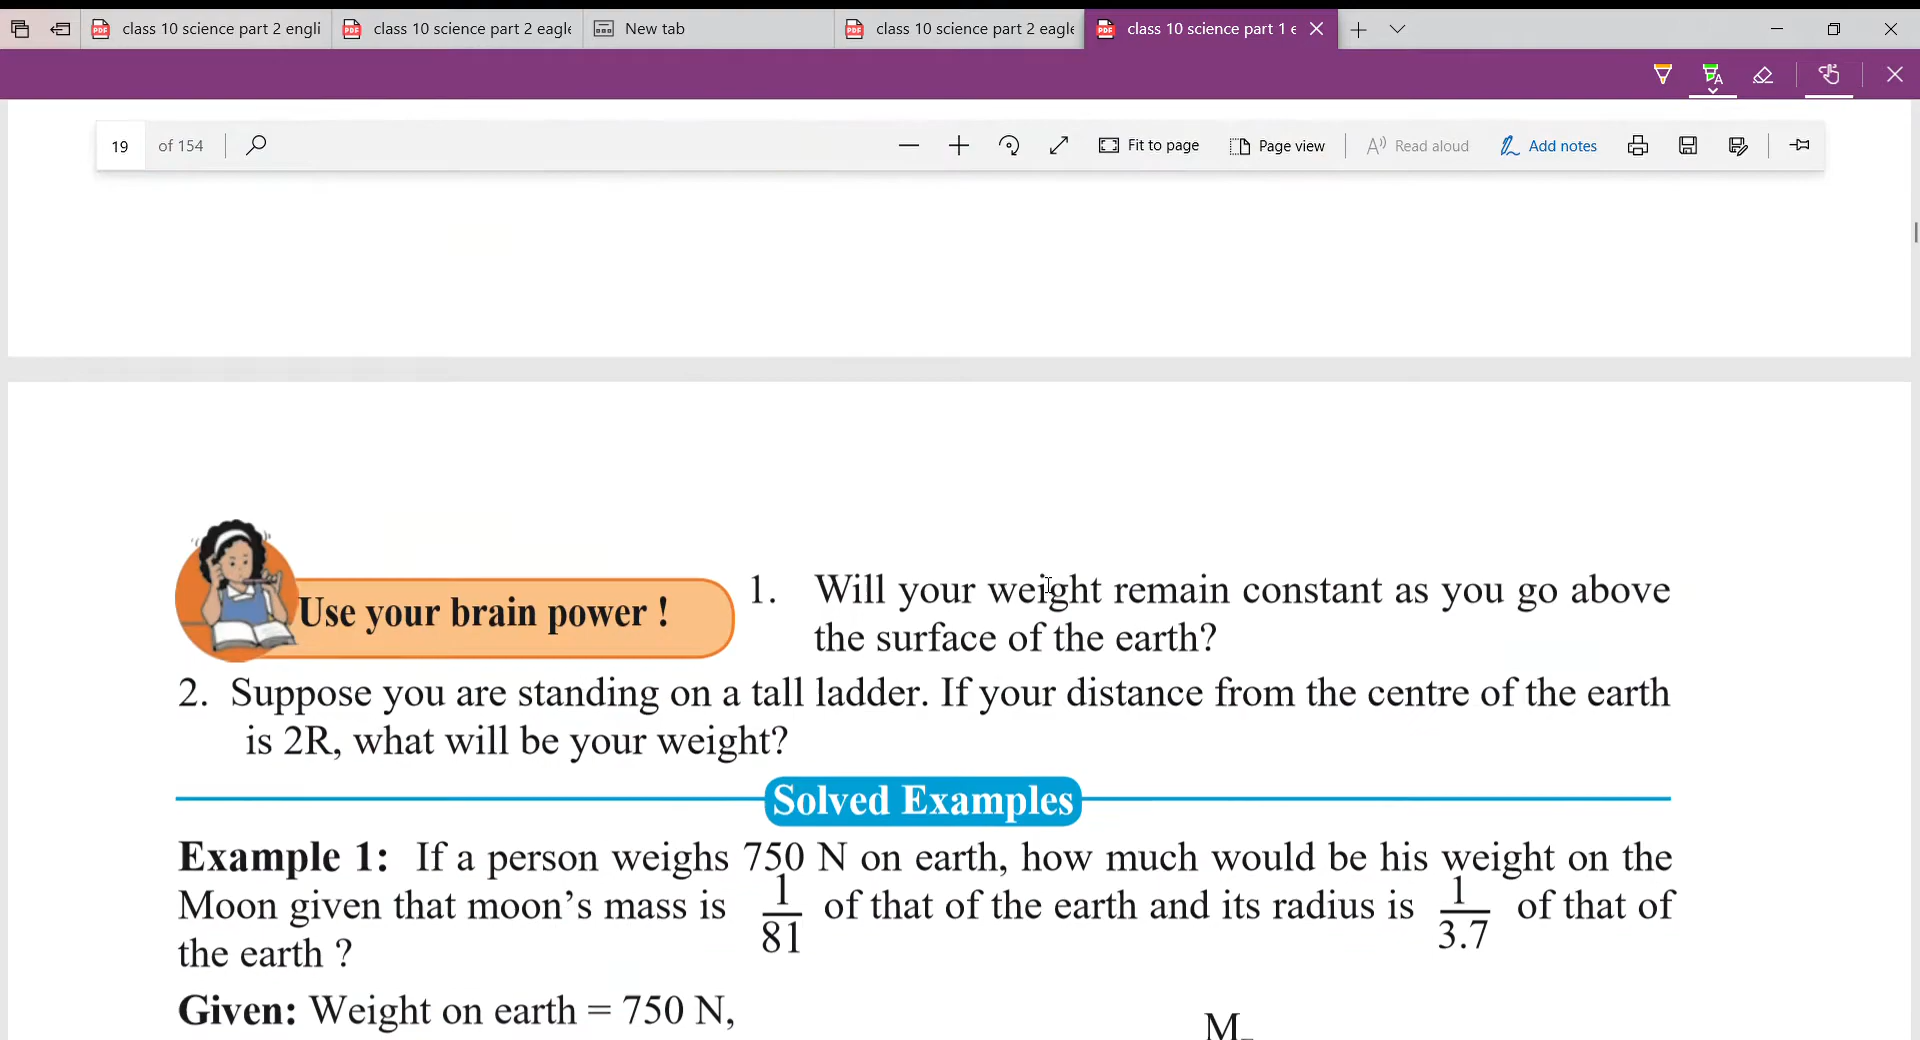 class 10 science part 2 engli
class 10 science part 2 eagle
New tab
class 10 science part 2 eagle
class 10 science part 1 e
19 of 154
Fit to page
Page view
Read aloud
Add notes
Use your brain power !
1. Will your weight remain constant as you go above
the surface of the earth?
2. Suppose you are standing on a tall ladder. If your distance from the centre of the earth
is 2R, what will be your weight?
Solved Examples
Example 1: If a person weighs 750 N on earth, how much would be his weight on the
Moon given that moon’s mass is 1/81 of that of the earth and its radius is 1/3.7 of that of
the earth ?
Given: Weight on earth = 750 N,
M